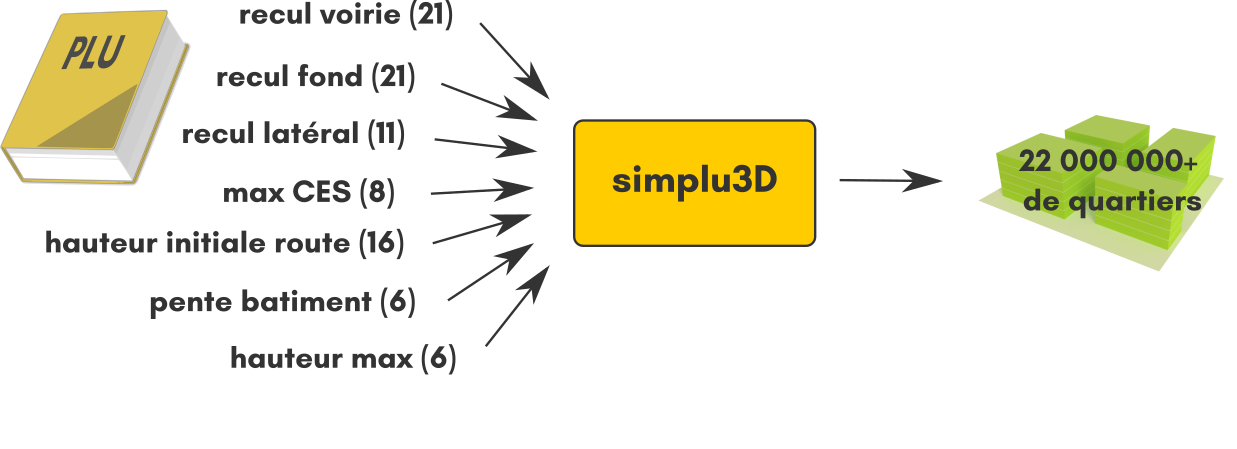 PLU
recul voirie (21)
recul fond (21)
recul latéral (11)
max CES (8)
hauteur initiale route (16)
pente batiment (6)
hauteur max (6)
simplu3D
22 000 000+
de quartiers